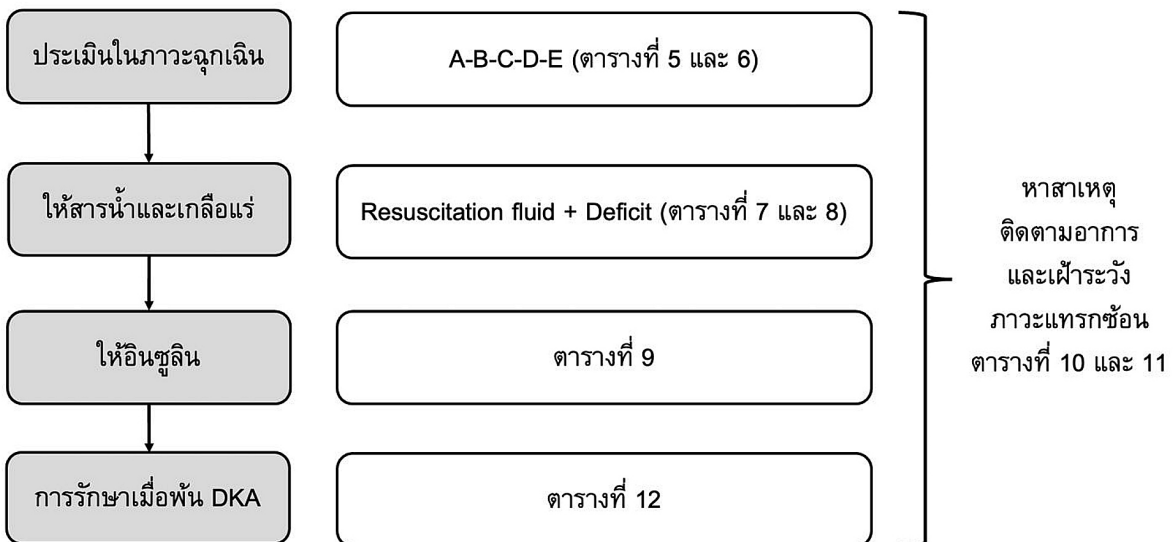 ประเมินในภาวะฉุกเฉิน
A-B-C-D-E (ตารางที่ 5 และ 6)
ให้สารน้ำและเกลือแร่
Resuscitation fluid + Deficit (ตารางที่ 7 และ 8)
ให้อินซูลิน
ตารางที่ 9
การรักษาเมื่อพ้น DKA
ตารางที่ 12
หาสาเหตุ
ติดตามอาการ
และเฝ้าระวัง
ภาวะแทรกซ้อน
ตารางที่ 10 และ 11